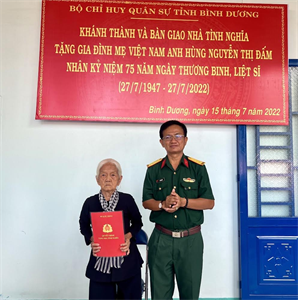 BỘ CHỈ HUY QUÂN SỰ TỈNH BÌNH DƯƠNG
KHÁNH THÀNH VÀ BÀN GIAO NHÀ TÌNH NGHĨA
TẶNG GIA ĐÌNH MẸ VIỆT NAM ANH HÙNG NGUYỄN THỊ ĐẤM
NHÂN KỶ NIỆM 75 NĂM NGÀY THƯƠNG BINH, LIỆT SĨ
(27/7/1947 - 27/7/2022)
Bình Dương, ngày 15 tháng 7 năm 2022